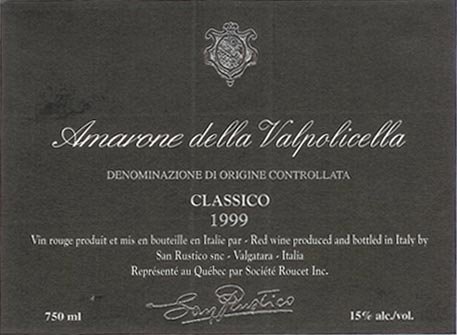 Amarone della Valpolicella
DENOMINAZIONE DI ORIGINE CONTROLLATA
CLASSICO
1999
Vin rouge produit et mis en bouteille en Italie par - Red wine produced and bottled in Italy by
San Rustico snc - Valgatara - Italia
Représenté au Québec par Société Roucet Inc.
San Rustico
750 ml 15% alc./vol.